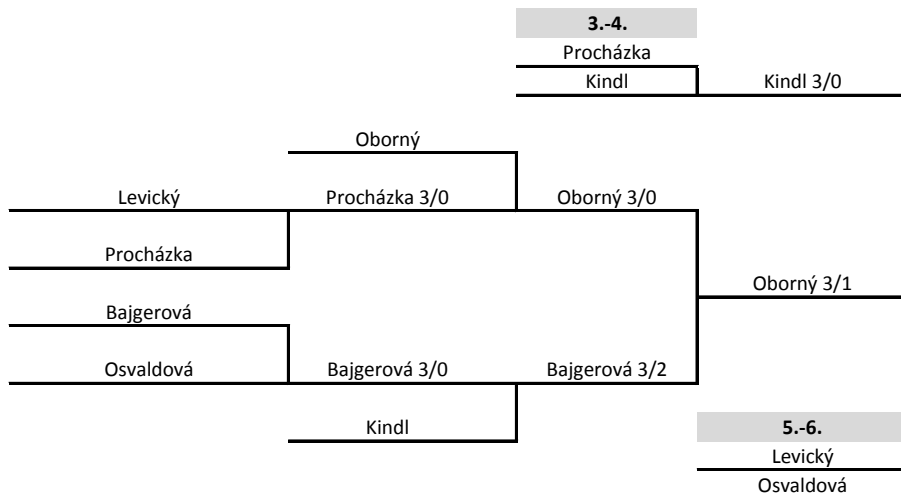 3.-4.
Procházka
Kindl Kindl 3/0
Oborný
Levický Procházka 3/0 Oborný 3/0
Procházka
Oborný 3/1
Bajgerová
Osvaldová Bajgerová 3/0 Bajgerová 3/2
Kindl 5.-6.
Levický
Osvaldová